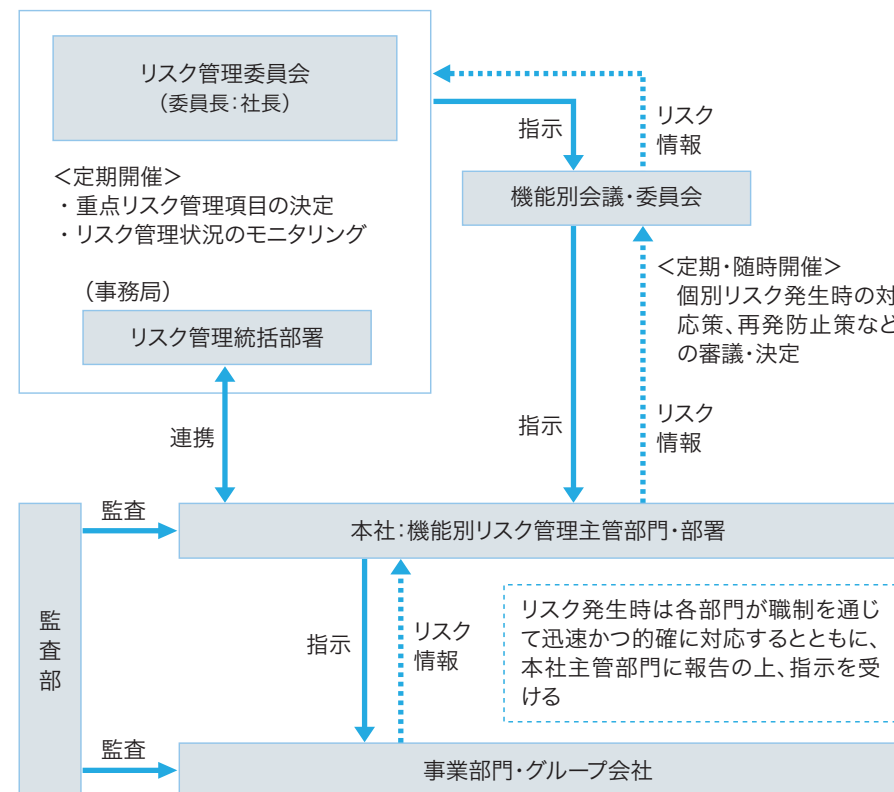 リスク管理委員会
（委員長：社長）
＜定期開催＞
・重点リスク管理項目の決定
・リスク管理状況のモニタリング
（事務局）
リスク管理統括部署
指示
リスク
情報
機能別会議・委員会
＜定期・随時開催＞
個別リスク発生時の対
応策、再発防止策など
の審議・決定
連携
指示
リスク
情報
監査
本社：機能別リスク管理主管部門・部署
監査部
指示
リスク
情報
リスク発生時は各部門が職制を通じ
て迅速かつ的確に対応するとともに、
本社主管部門に報告の上、指示を受
ける
監査
事業部門・グループ会社